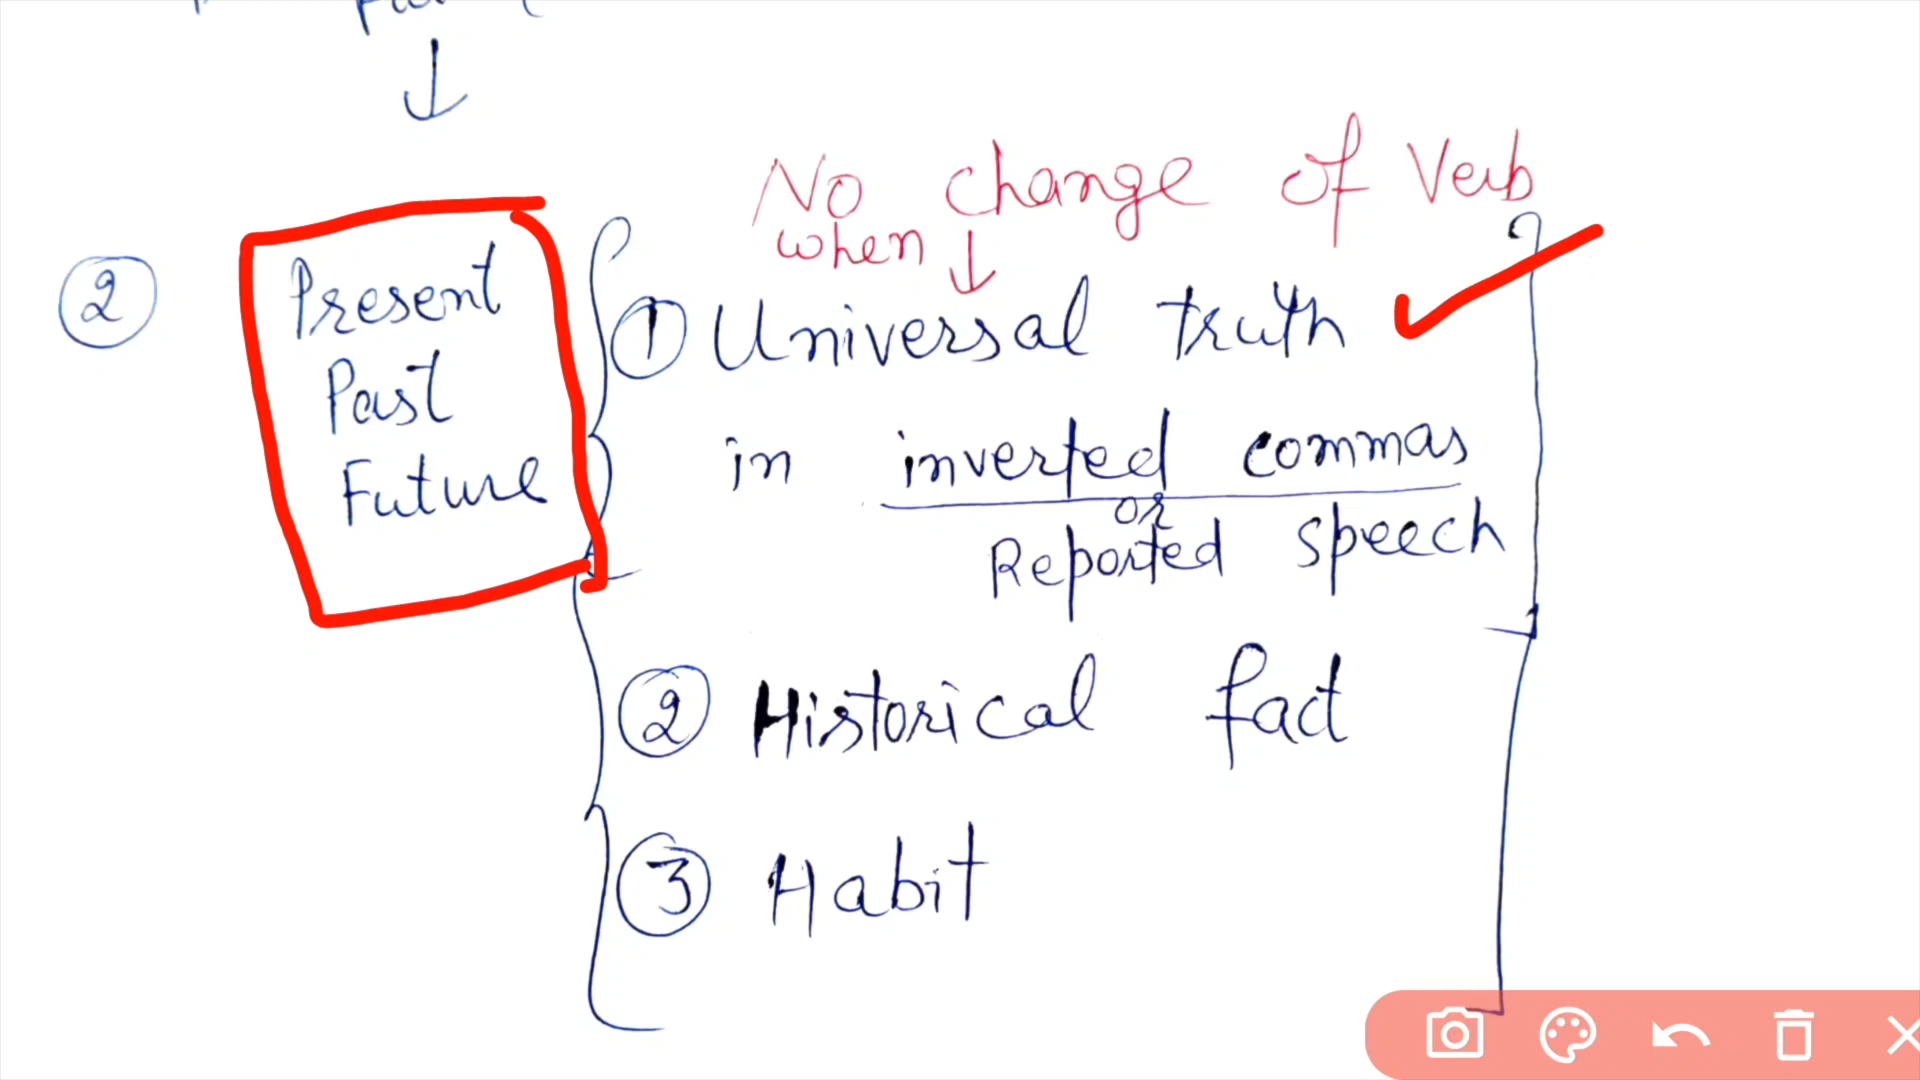 No change of Verb
when
② Present
Past
Future
① Universal truth
in inverted commas
or
Reported speech
② Historical fact
③ Habit